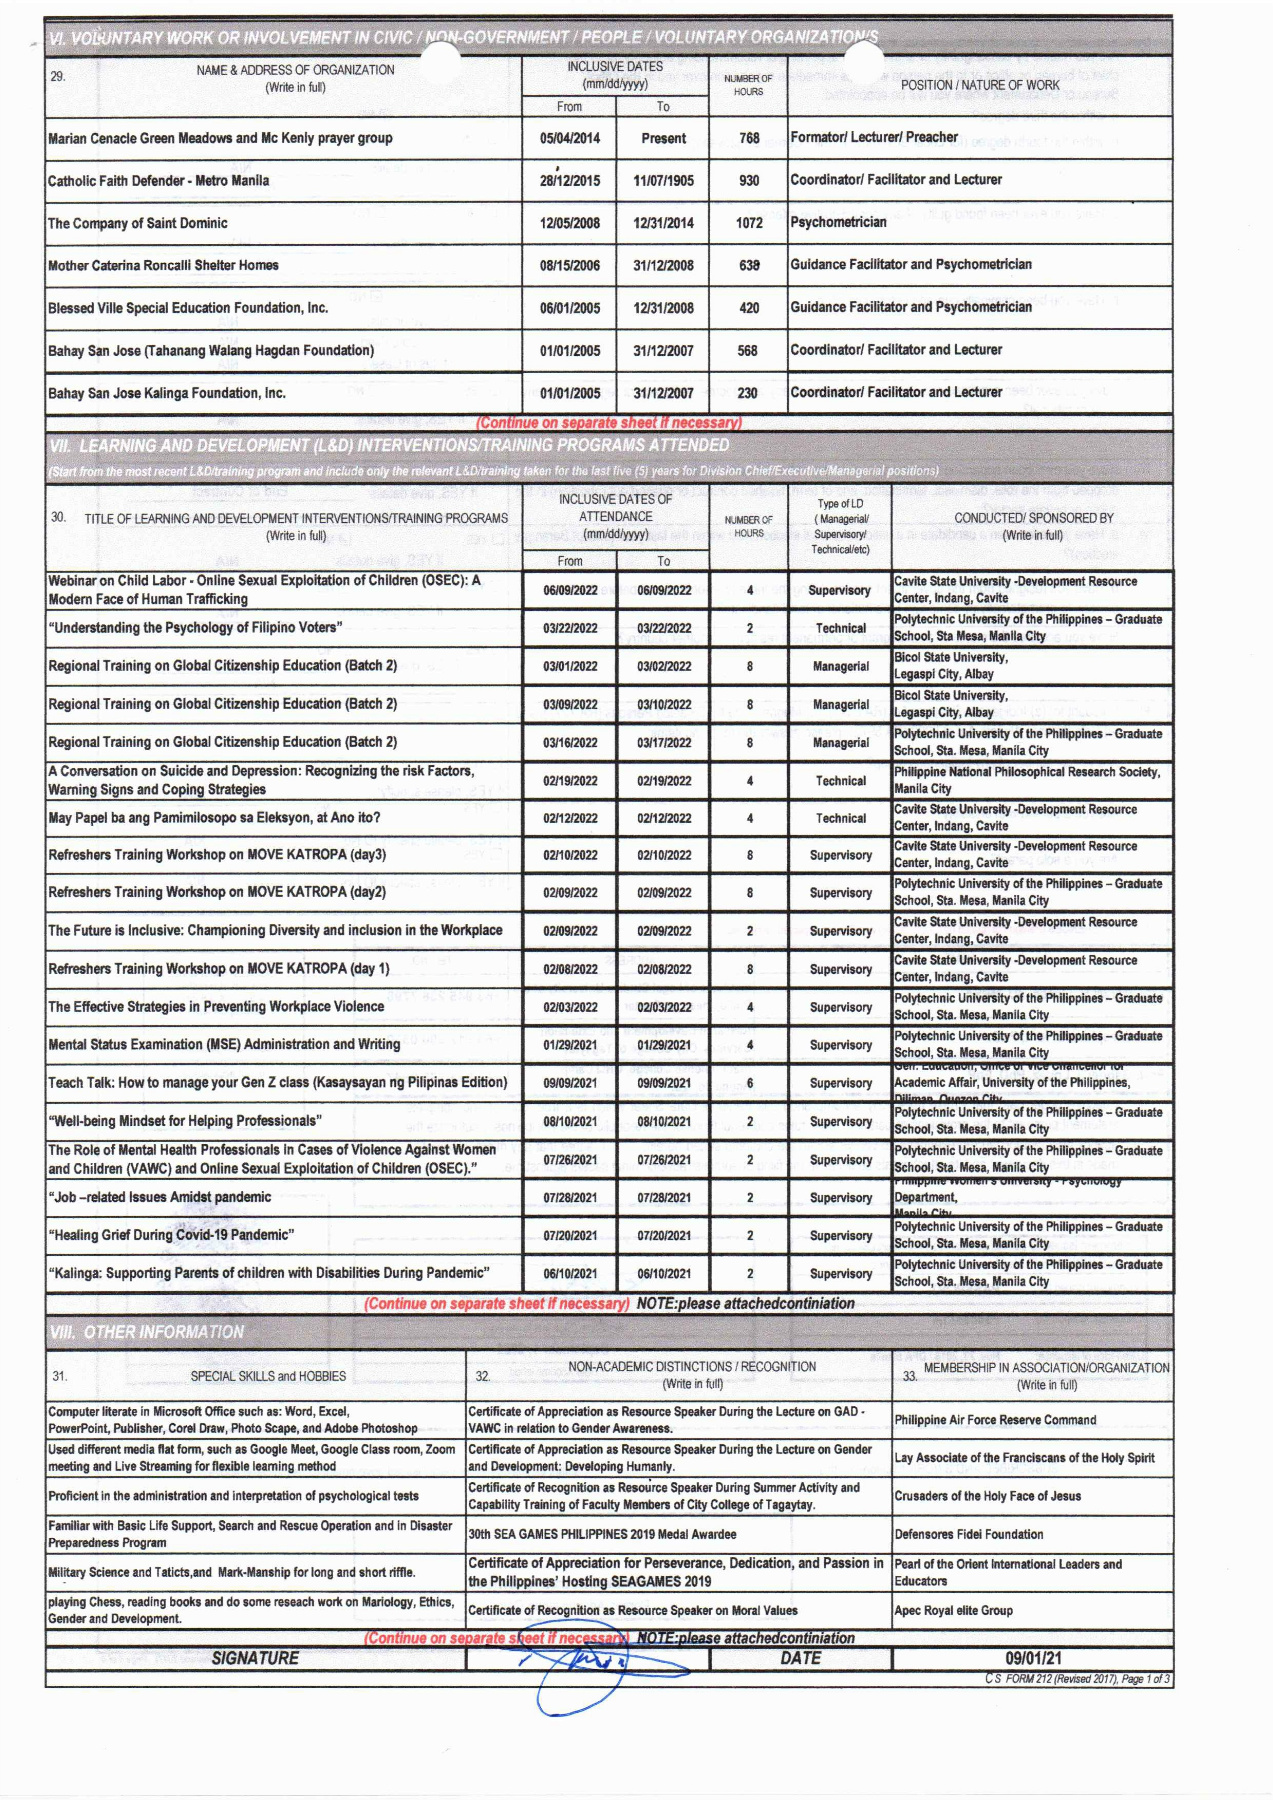 VI. VOLUNTARY WORK OR INVOLVEMENT IN CIVIC / NON-GOVERNMENT / PEOPLE / VOLUNTARY ORGANIZATION/S
29. NAME & ADDRESS OF ORGANIZATION
(Write in full)
INCLUSIVE DATES
(mm/dd/yyyy)
From To
NUMBER OF
HOURS
POSITION / NATURE OF WORK
Marian Cenacle Green Meadows and Mc Kenly prayer group 05/04/2014 Present 768 Formator/ Lecturer/ Preacher
Catholic Faith Defender - Metro Manila 28/12/2015 11/07/1905 930 Coordinator/ Facilitator and Lecturer
The Company of Saint Dominic 12/05/2008 12/31/2014 1072 Psychometrician
Mother Caterina Roncalli Shelter Homes 08/15/2006 31/12/2008 638 Guidance Facilitator and Psychometrician
Blessed Ville Special Education Foundation, Inc. 06/01/2005 12/31/2008 420 Guidance Facilitator and Psychometrician
Bahay San Jose (Tahanang Walang Hagdan Foundation) 01/01/2005 31/12/2007 568 Coordinator/ Facilitator and Lecturer
Bahay San Jose Kalinga Foundation, Inc. 01/01/2005 31/12/2007 230 Coordinator/ Facilitator and Lecturer
(Continue on separate sheet if necessary)
VII. LEARNING AND DEVELOPMENT (L&D) INTERVENTIONS/TRAINING PROGRAMS ATTENDED
(Start from the most recent L&D/training program and include only the relevant L&D/training taken for the last five (5) years for Division Chief/Executive/Managerial positions)
30. TITLE OF LEARNING AND DEVELOPMENT INTERVENTIONS/TRAINING PROGRAMS
(Write in full)
INCLUSIVE DATES OF
ATTENDANCE
(mm/dd/yyyy)
From To
NUMBER OF
HOURS
Type of LD
( Managerial/
Supervisory/
Technical/etc)
CONDUCTED/ SPONSORED BY
(Write in full)
Webinar on Child Labor - Online Sexual Exploitation of Children (OSEC): A
Modern Face of Human Trafficking
06/09/2022 06/09/2022 4 Supervisory
Cavite State University -Development Resource
Center, Indang, Cavite
“Understanding the Psychology of Filipino Voters” 03/22/2022 03/22/2022 2 Technical
Polytechnic University of the Philippines – Graduate
School, Sta Mesa, Manila City
Regional Training on Global Citizenship Education (Batch 2) 03/01/2022 03/02/2022 8 Managerial
Bicol State University,
Legaspi City, Albay
Regional Training on Global Citizenship Education (Batch 2) 03/09/2022 03/10/2022 8 Managerial
Bicol State University,
Legaspi City, Albay
Regional Training on Global Citizenship Education (Batch 2) 03/16/2022 03/17/2022 8 Managerial
Polytechnic University of the Philippines – Graduate
School, Sta. Mesa, Manila City
A Conversation on Suicide and Depression: Recognizing the risk Factors,
Warning Signs and Coping Strategies
02/19/2022 02/19/2022 4 Technical
Philippine National Philosophical Research Society,
Manila City
May Papel ba ang Pamimilosopo sa Eleksyon, at Ano ito? 02/12/2022 02/12/2022 4 Technical
Cavite State University -Development Resource
Center, Indang, Cavite
Refreshers Training Workshop on MOVE KATROPA (day3) 02/10/2022 02/10/2022 8 Supervisory
Cavite State University -Development Resource
Center, Indang, Cavite
Refreshers Training Workshop on MOVE KATROPA (day2) 02/09/2022 02/09/2022 8 Supervisory
Polytechnic University of the Philippines – Graduate
School, Sta. Mesa, Manila City
The Future is Inclusive: Championing Diversity and inclusion in the Workplace 02/09/2022 02/09/2022 2 Supervisory
Cavite State University -Development Resource
Center, Indang, Cavite
Refreshers Training Workshop on MOVE KATROPA (day 1) 02/08/2022 02/08/2022 8 Supervisory
Cavite State University -Development Resource
Center, Indang, Cavite
The Effective Strategies in Preventing Workplace Violence 02/03/2022 02/03/2022 4 Supervisory
Polytechnic University of the Philippines – Graduate
School, Sta. Mesa, Manila City
Mental Status Examination (MSE) Administration and Writing 01/29/2021 01/29/2021 4 Supervisory
Polytechnic University of the Philippines – Graduate
School, Sta. Mesa, Manila City
Teach Talk: How to manage your Gen Z class (Kasaysayan ng Pilipinas Edition) 09/09/2021 09/09/2021 6 Supervisory
Gen. Education, Office of Vice Chancellor for
Academic Affair, University of the Philippines,
Diliman, Quezon City
“Well-being Mindset for Helping Professionals” 08/10/2021 08/10/2021 2 Supervisory
Polytechnic University of the Philippines – Graduate
School, Sta. Mesa, Manila City
The Role of Mental Health Professionals in Cases of Violence Against Women
and Children (VAWC) and Online Sexual Exploitation of Children (OSEC).”
07/26/2021 07/26/2021 2 Supervisory
Polytechnic University of the Philippines – Graduate
School, Sta. Mesa, Manila City
“Job –related Issues Amidst pandemic 07/28/2021 07/28/2021 2 Supervisory
Philippine Women's University - Psychology
Department,
Manila City
“Healing Grief During Covid-19 Pandemic” 07/20/2021 07/20/2021 2 Supervisory
Polytechnic University of the Philippines – Graduate
School, Sta. Mesa, Manila City
“Kalinga: Supporting Parents of children with Disabilities During Pandemic” 06/10/2021 06/10/2021 2 Supervisory
Polytechnic University of the Philippines – Graduate
School, Sta. Mesa, Manila City
(Continue on separate sheet if necessary) NOTE:please attachedcontiniation
VIII. OTHER INFORMATION
31. SPECIAL SKILLS and HOBBIES
32. NON-ACADEMIC DISTINCTIONS / RECOGNITION
(Write in full)
33. MEMBERSHIP IN ASSOCIATION/ORGANIZATION
(Write in full)
Computer literate in Microsoft Office such as: Word, Excel,
PowerPoint, Publisher, Corel Draw, Photo Scape, and Adobe Photoshop
Certificate of Appreciation as Resource Speaker During the Lecture on GAD -
VAWC in relation to Gender Awareness.
Philippine Air Force Reserve Command
Used different media flat form, such as Google Meet, Google Class room, Zoom
meeting and Live Streaming for flexible learning method
Certificate of Appreciation as Resource Speaker During the Lecture on Gender
and Development: Developing Humanly.
Lay Associate of the Franciscans of the Holy Spirit
Proficient in the administration and interpretation of psychological tests
Certificate of Recognition as Resource Speaker During Summer Activity and
Capability Training of Faculty Members of City College of Tagaytay.
Crusaders of the Holy Face of Jesus
Familiar with Basic Life Support, Search and Rescue Operation and in Disaster
Preparedness Program
30th SEA GAMES PHILIPPINES 2019 Medal Awardee
Defensores Fidei Foundation
Military Science and Taticts,and Mark-Manship for long and short riffle.
Certificate of Appreciation for Perseverance, Dedication, and Passion in
the Philippines' Hosting SEAGAMES 2019
Pearl of the Orient International Leaders and
Educators
playing Chess, reading books and do some reseach work on Mariology, Ethics,
Gender and Development.
Certificate of Recognition as Resource Speaker on Moral Values
Apec Royal elite Group
(Continue on separate sheet if necessary) NOTE:please attachedcontiniation
SIGNATURE DATE 09/01/21
CS FORM 212 (Revised 2017), Page 1 of 3